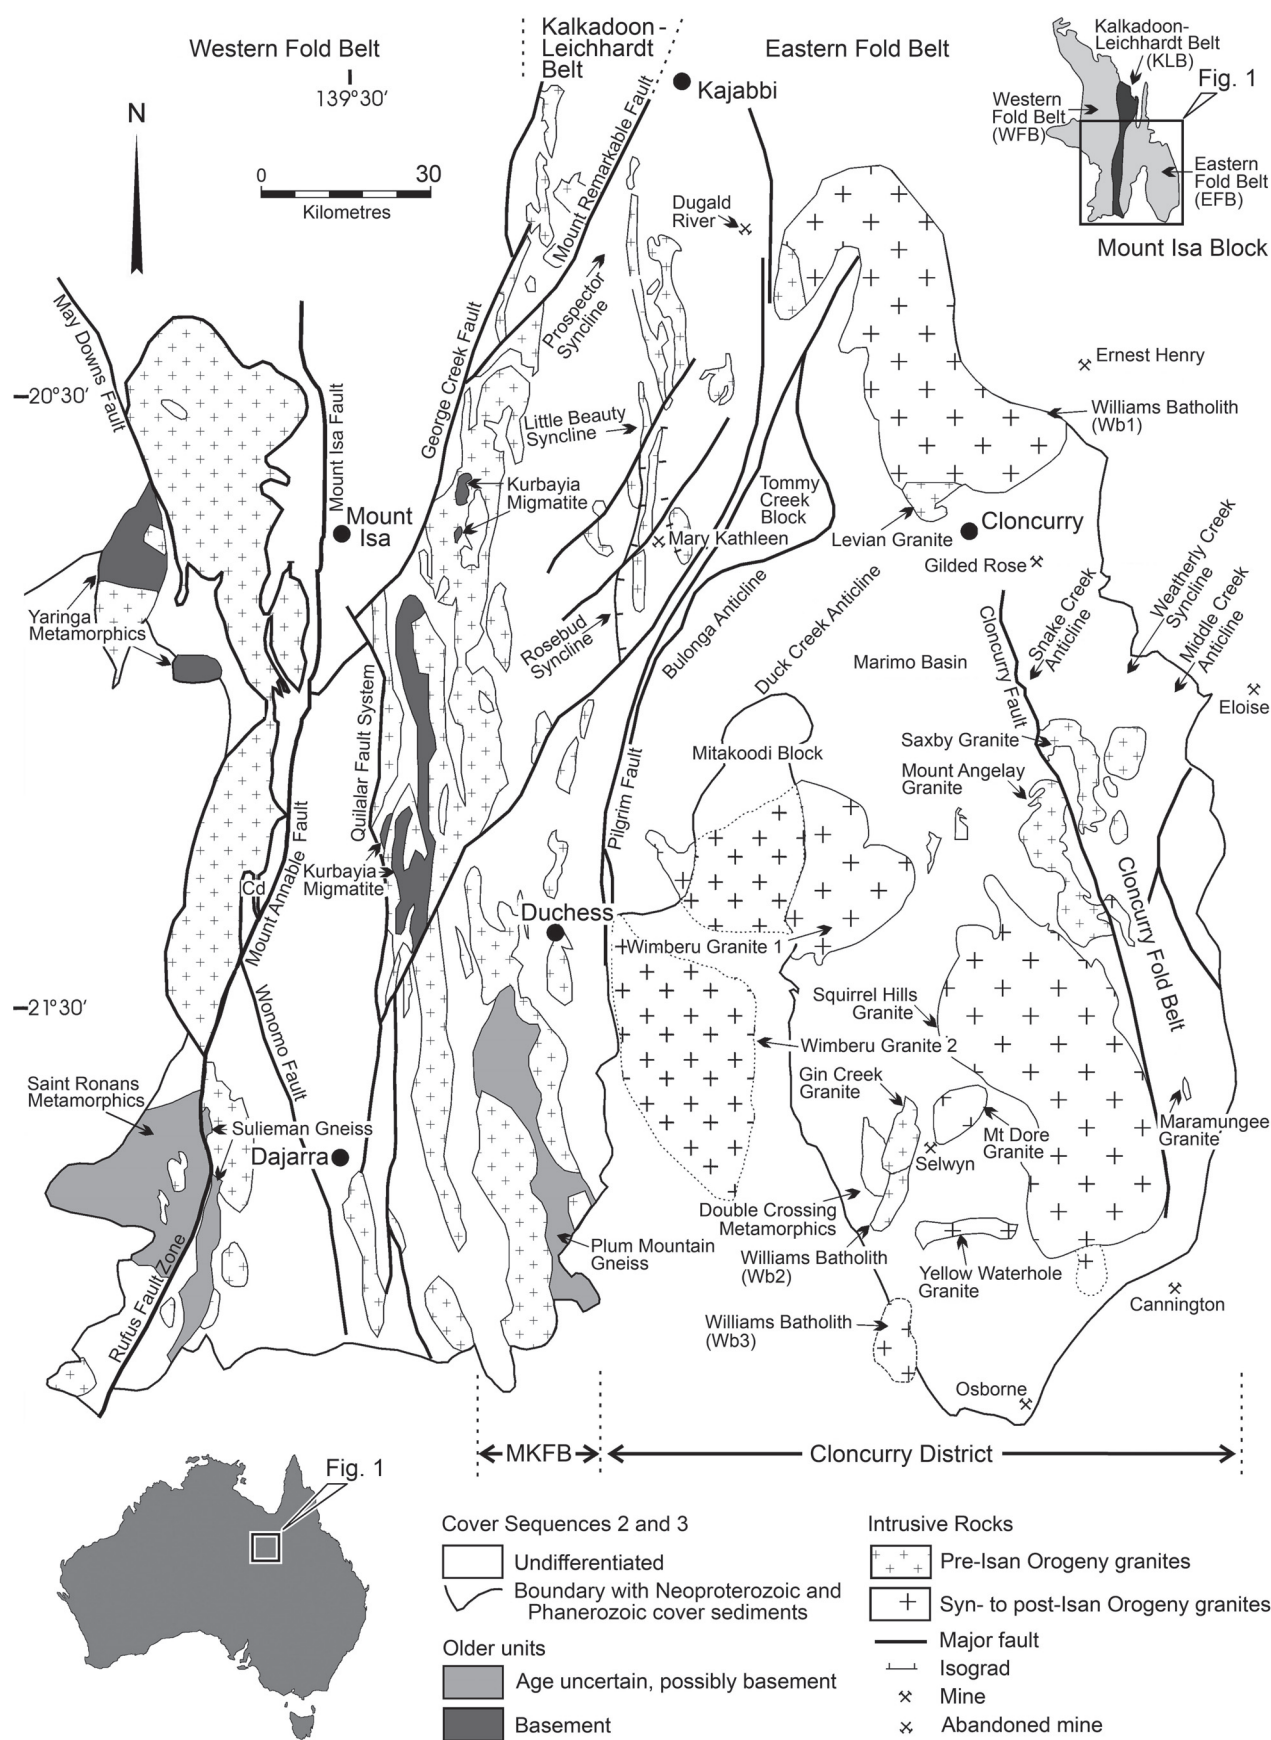 Western Fold Belt
139°30′
Kalkadoon-
Leichhardt
Belt
Eastern Fold Belt
Kajabbi
Kalkadoon-
Leichhardt Belt
(KLB)
Fig. 1
Western
Fold Belt
(WFB)
Eastern
Fold Belt
(EFB)
Mount Isa Block
N
0
30
Kilometres
Mount Remarkable Fault
Dugald
River
May Downs Fault
Prospector
Syncline
George Creek Fault
Ernest Henry
–20°30′
Mount Isa Fault
Little Beauty
Syncline
Williams Batholith
(Wb1)
Kurbayia
Migmatite
Tommy
Creek
Block
Mount
Isa
Mary Kathleen
Levian Granite
Cloncurry
Gilded Rose
Yaringa
Metamorphics
Rosebud
Syncline
Bulonga Anticline
Duck Creek Anticline
Marimo Basin
Cloncurry Fault
Snake Creek
Anticline
Weatherly Creek
Syncline
Middle Creek
Anticline
Eloise
Quilalar Fault System
Pilgrim Fault
Mitakoodi Block
Saxby Granite
Mount Angelay
Granite
Mount Annable Fault
Kurbayia
Migmatite
Cd
Cloncurry Fold Belt
Duchess
Wimberu Granite 1
–21°30′
Wonomo Fault
Squirrel Hills
Granite
Wimberu Granite 2
Gin Creek
Granite
Saint Ronans
Metamorphics
Sulieman Gneiss
Dajarra
Mt Dore
Granite
Maramungee
Granite
Selwyn
Double Crossing
Metamorphics
Plum Mountain
Gneiss
Williams Batholith
(Wb2)
Yellow Waterhole
Granite
Rufus Fault Zone
Cannington
Williams Batholith
(Wb3)
Osborne
MKFB
Cloncurry District
Fig. 1
Cover Sequences 2 and 3
Undifferentiated
Boundary with Neoproterozoic and
Phanerozoic cover sediments
Older units
Age uncertain, possibly basement
Basement
Intrusive Rocks
Pre-Isan Orogeny granites
Syn- to post-Isan Orogeny granites
Major fault
Isograd
Mine
Abandoned mine